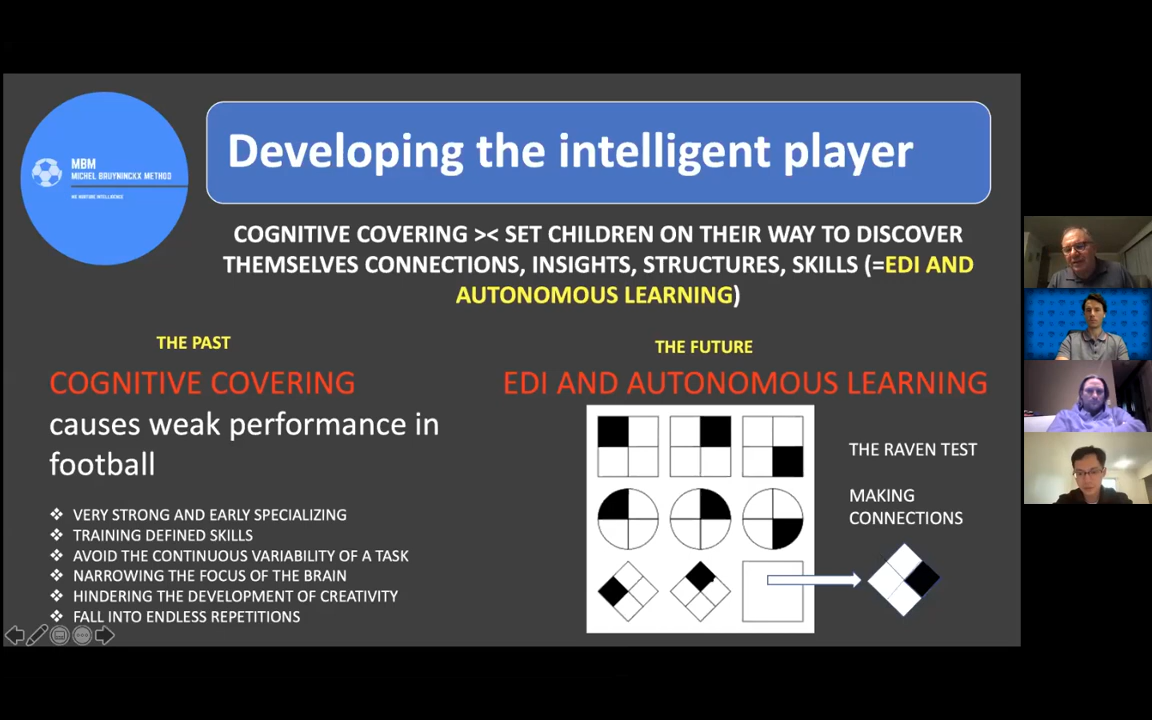 MBM
MICHEL BRUYNINCKX METHOD
WE NURTURE INTELLIGENCE
Developing the intelligent player
COGNITIVE COVERING >< SET CHILDREN ON THEIR WAY TO DISCOVER
THEMSELVES CONNECTIONS, INSIGHTS, STRUCTURES, SKILLS (=EDI AND
AUTONOMOUS LEARNING)
THE PAST
COGNITIVE COVERING
causes weak performance in
football
❖ VERY STRONG AND EARLY SPECIALIZING
❖ TRAINING DEFINED SKILLS
❖ AVOID THE CONTINUOUS VARIABILITY OF A TASK
❖ NARROWING THE FOCUS OF THE BRAIN
❖ HINDERING THE DEVELOPMENT OF CREATIVITY
❖ FALL INTO ENDLESS REPETITIONS
THE FUTURE
EDI AND AUTONOMOUS LEARNING
THE RAVEN TEST
MAKING
CONNECTIONS